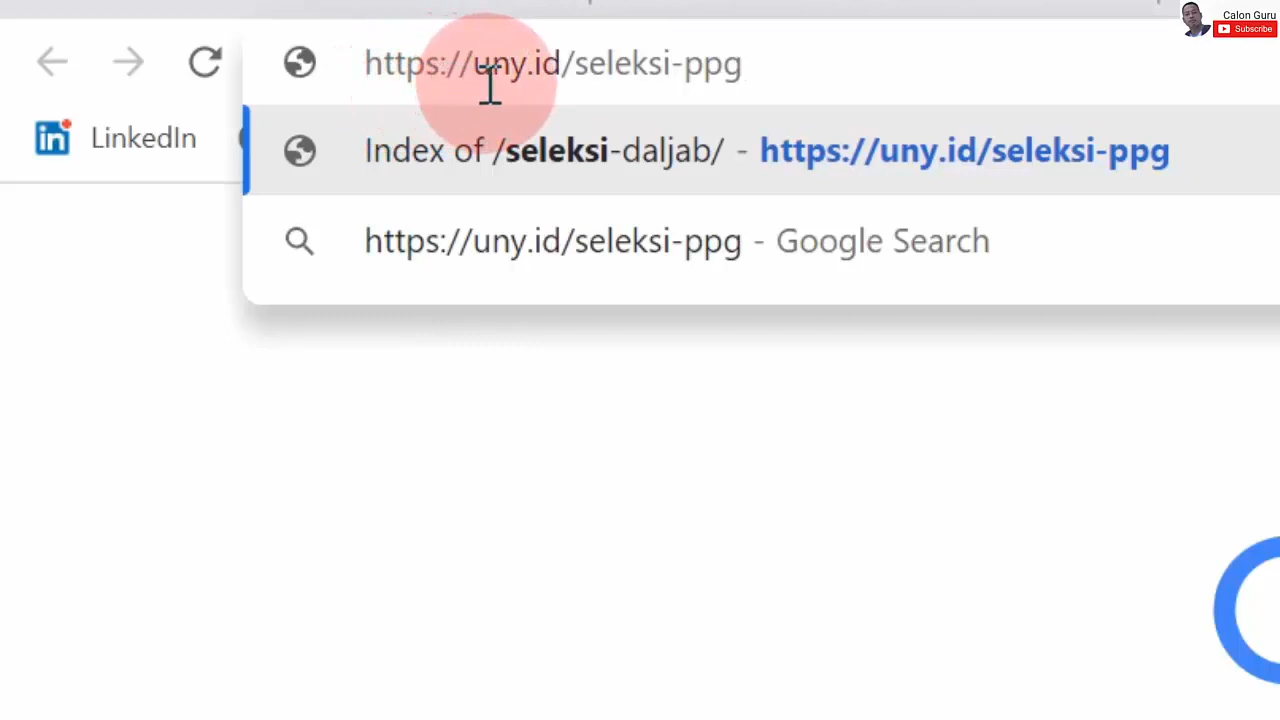 Calon Guru
Subscribe
https://uny.id/seleksi-ppg
in LinkedIn
Index of /seleksi-daljab/ - https://uny.id/seleksi-ppg
https://uny.id/seleksi-ppg - Google Search